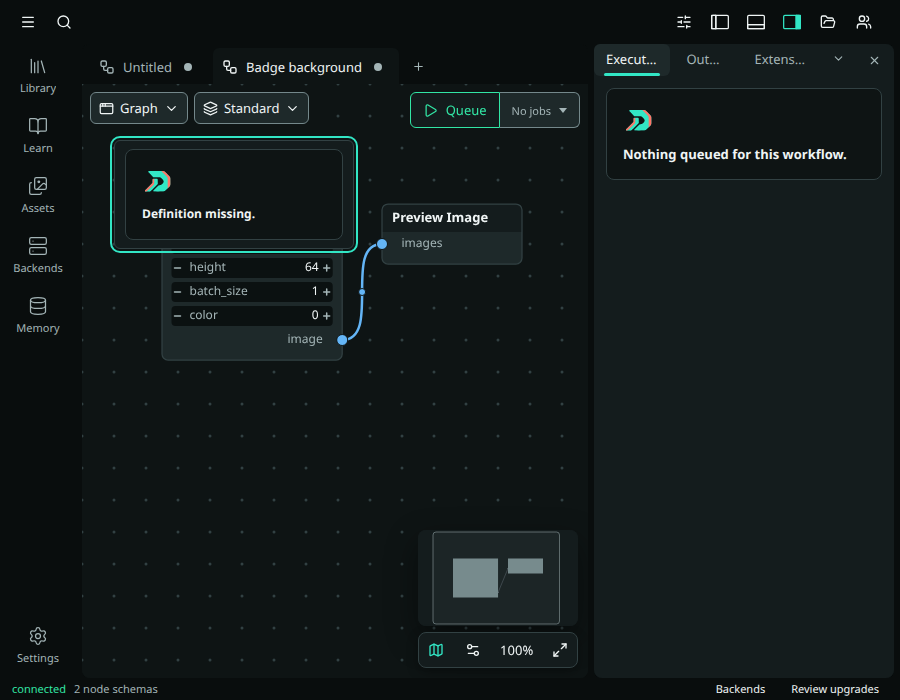 Library
Learn
Assets
Backends
Memory
Settings
Untitled
Badge background
Graph
Standard
Queue
No jobs
Definition missing.
height 64
batch_size 1
color 0
image
Preview Image
images
100%
Execut...
Out...
Extens...
Nothing queued for this workflow.
connected 2 node schemas
Backends
Review upgrades